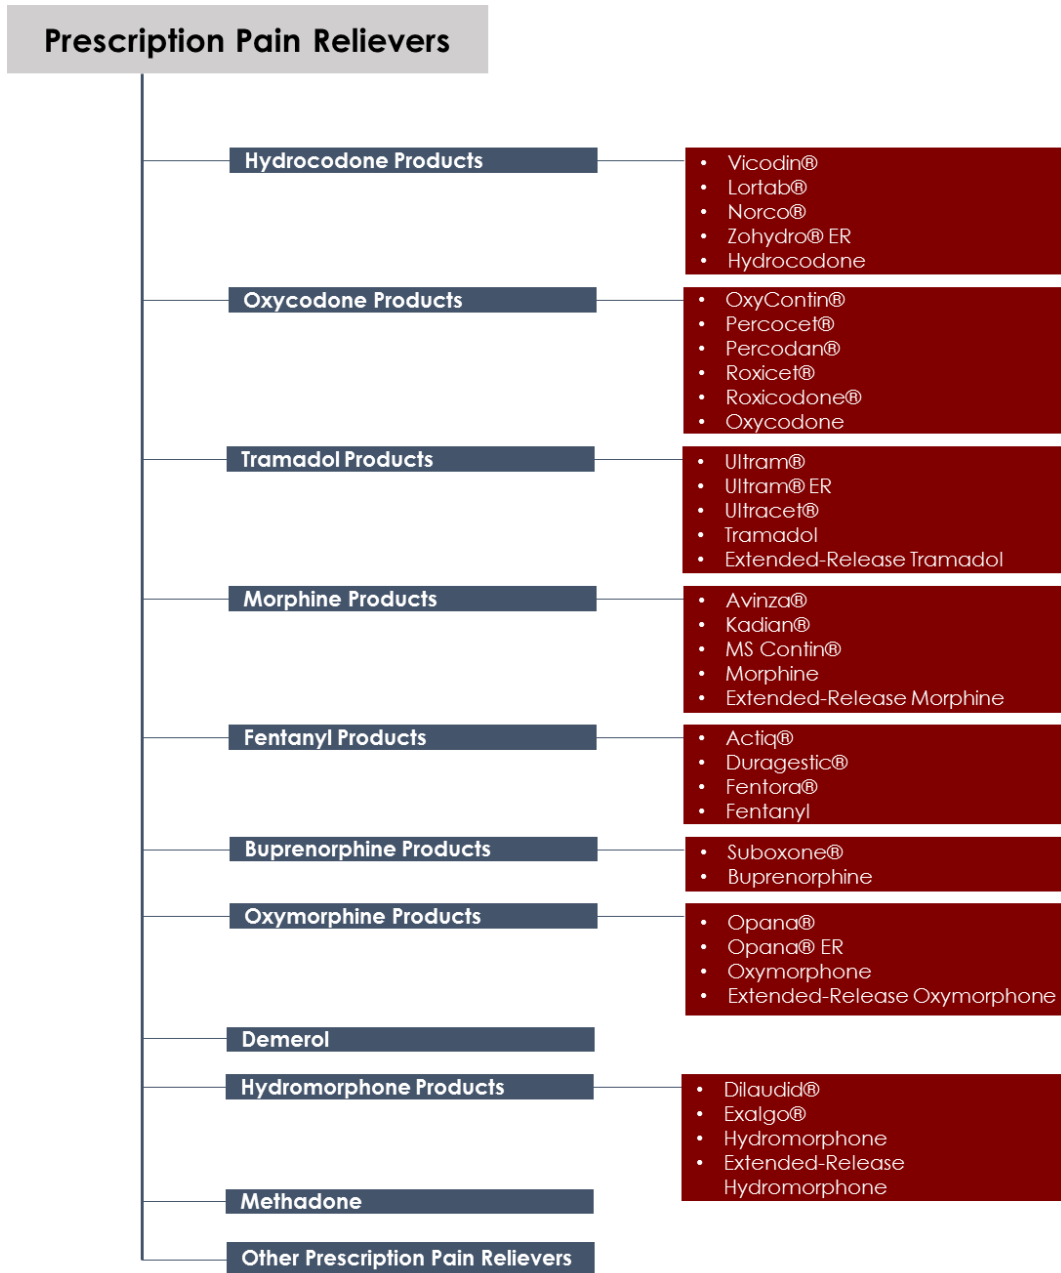 Prescription Pain Relievers
Hydrocodone Products
• Vicodin®
• Lortab®
• Norco®
• Zohydro® ER
• Hydrocodone
Oxycodone Products
• OxyContin®
• Percocet®
• Percodan®
• Roxicet®
• Roxicodone®
• Oxycodone
Tramadol Products
• Ultram®
• Ultram® ER
• Ultracet®
• Tramadol
• Extended-Release Tramadol
Morphine Products
• Avinza®
• Kadian®
• MS Contin®
• Morphine
• Extended-Release Morphine
Fentanyl Products
• Actiq®
• Duragestic®
• Fentora®
• Fentanyl
Buprenorphine Products
• Suboxone®
• Buprenorphine
Oxymorphine Products
• Opana®
• Opana® ER
• Oxymorphone
• Extended-Release Oxymorphone
Demerol
Hydromorphone Products
• Dilaudid®
• Exalgo®
• Hydromorphone
• Extended-Release
Hydromorphone
Methadone
Other Prescription Pain Relievers